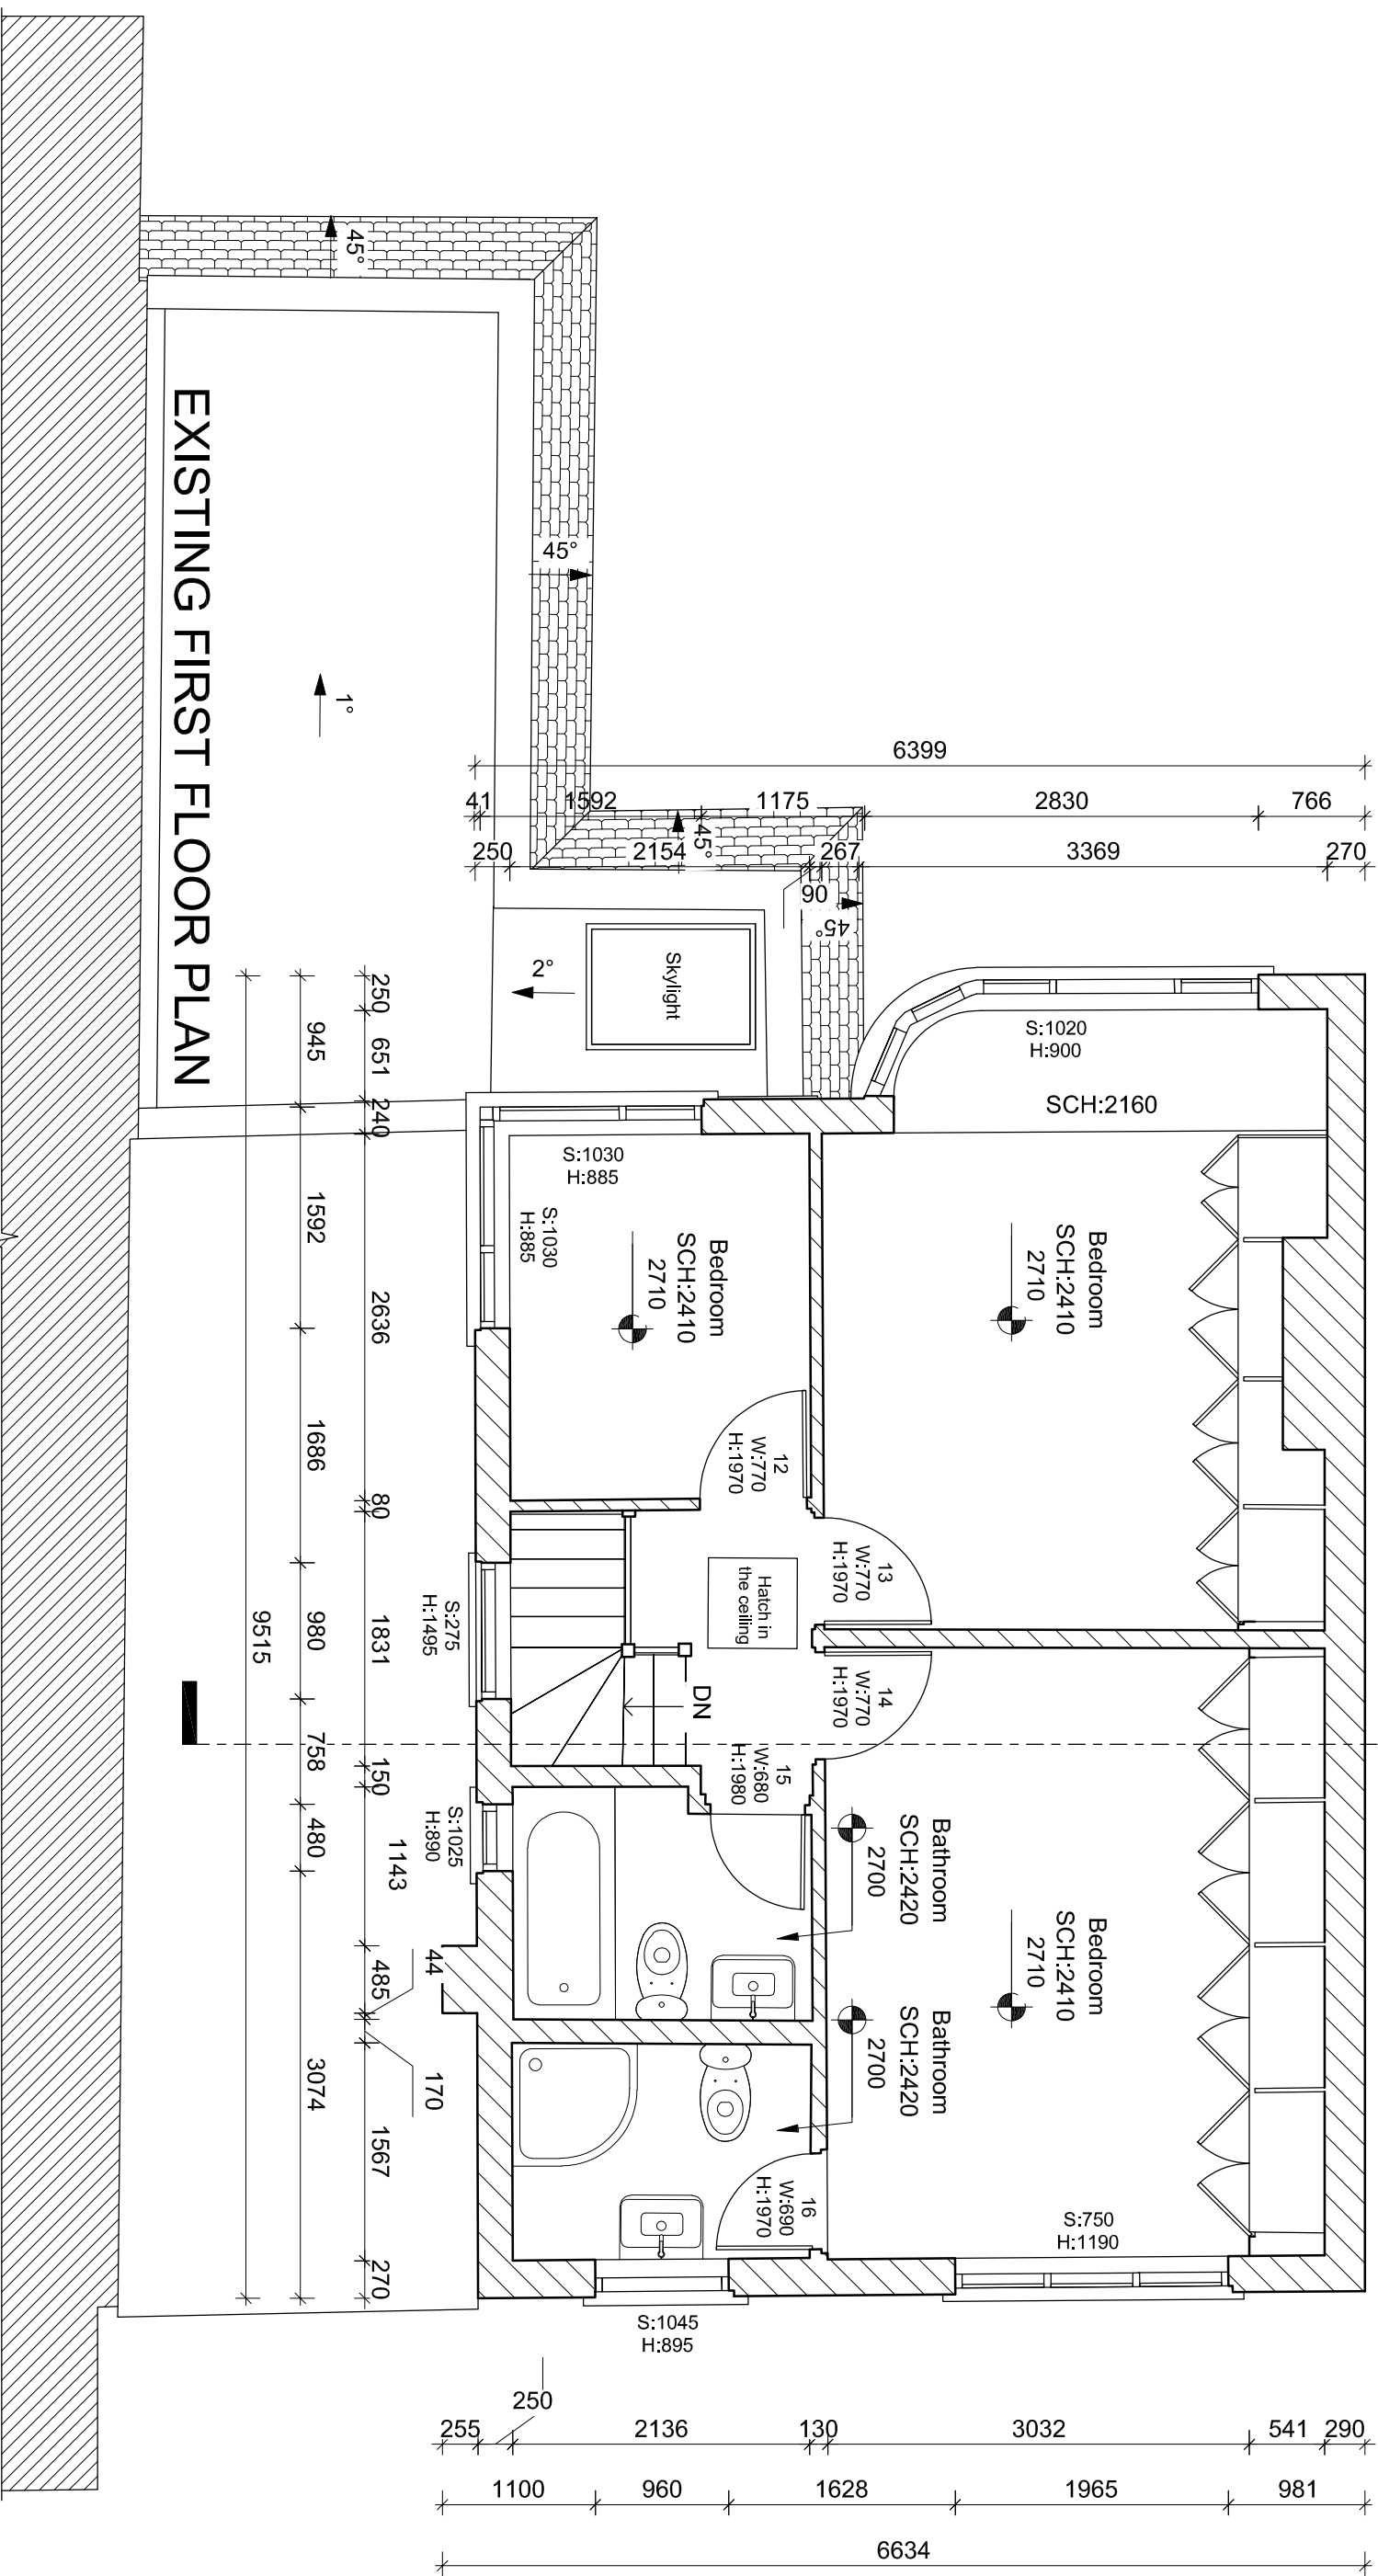 6399
41
1592
1175
2830
766
250
2154
267
3369
270
90
45°
45°
45°
45°
1°
2°
Skylight
EXISTING FIRST FLOOR PLAN
S:1020
H:900
SCH:2160
S:1030
H:885
S:1030
H:885
Bedroom
SCH:2410
2710
Bedroom
SCH:2410
2710
12
W:770
H:1970
13
W:770
H:1970
Hatch in
the ceiling
14
W:770
H:1970
DN
15
W:680
H:1980
Bathroom
SCH:2420
2700
Bathroom
SCH:2420
2700
Bedroom
SCH:2410
2710
16
W:690
H:1970
S:750
H:1190
S:1045
H:895
S:275
H:1495
S:1025
H:890
250
651
240
2636
80
1831
150
1143
485
44
170
1567
270
945
1592
1686
980
758
480
3074
9515
250
255
2136
130
3032
541
290
1100
960
1628
1965
981
6634